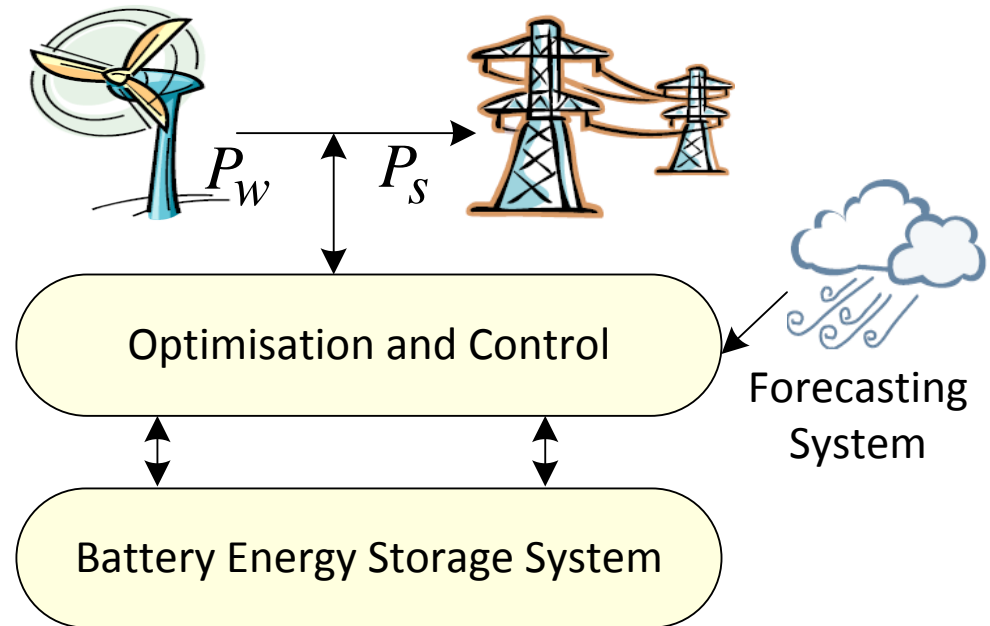 P_w P_s
Optimisation and Control
Forecasting
System
Battery Energy Storage System